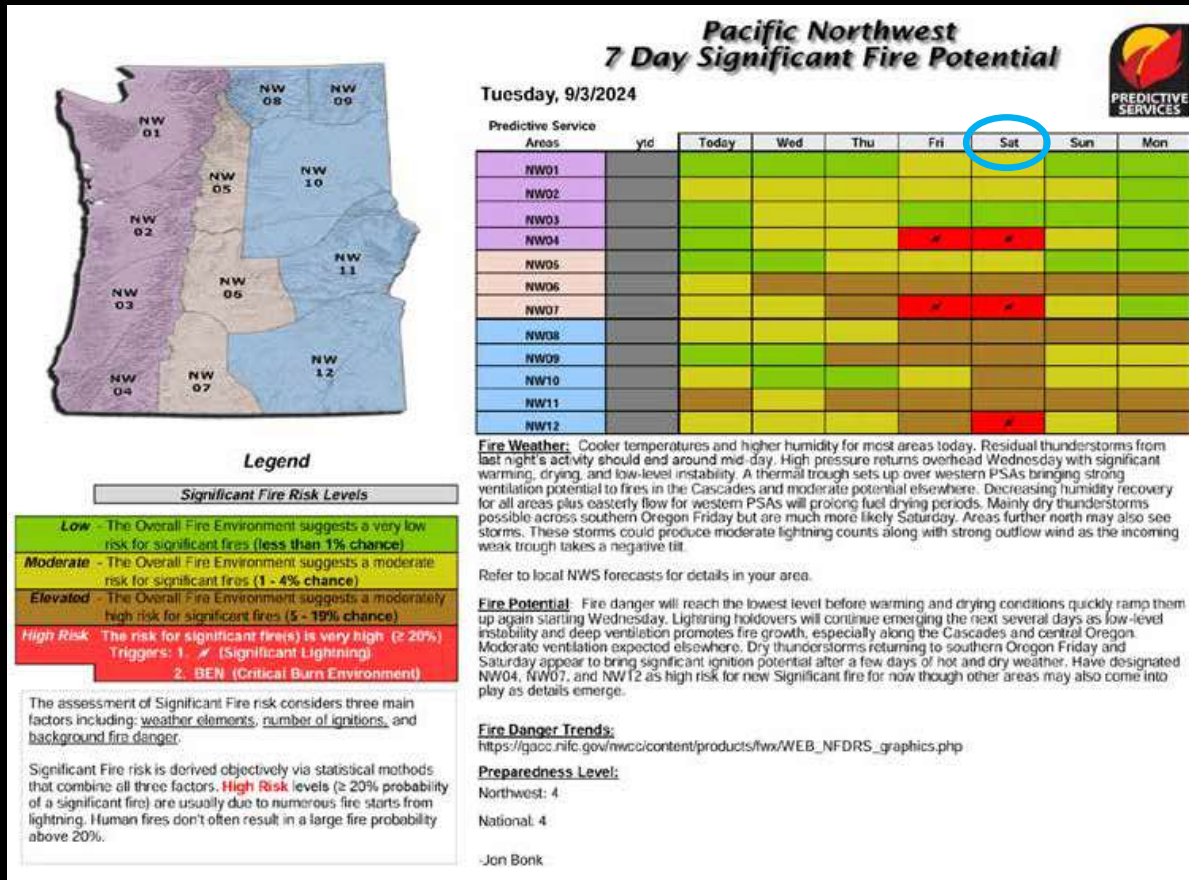 Pacific Northwest
7 Day Significant Fire Potential
PREDICTIVE
SERVICES
Tuesday, 9/3/2024
NW
01
NW
02
NW
03
NW
04
NW
05
NW
06
NW
07
NW
08
NW
09
NW
10
NW
11
NW
12
Predictive Service
Areas ytd Today Wed Thu Fri Sat Sun Mon
NW01
NW02
NW03
NW04
NW05
NW06
NW07
NW08
NW09
NW10
NW11
NW12
Legend
Significant Fire Risk Levels
Low - The Overall Fire Environment suggests a very low
risk for significant fires (less than 1% chance)
Moderate - The Overall Fire Environment suggests a moderate
risk for significant fires (1 - 4% chance)
Elevated - The Overall Fire Environment suggests a moderately
high risk for significant fires (5 - 19% chance)
High Risk The risk for significant fire(s) is very high (≥ 20%)
Triggers: 1. (Significant Lightning)
2. BEN (Critical Burn Environment)
The assessment of Significant Fire risk considers three main
factors including: weather elements, number of ignitions, and
background fire danger.
Significant Fire risk is derived objectively via statistical methods
that combine all three factors. High Risk levels (≥ 20% probability
of a significant fire) are usually due to numerous fire starts from
lightning. Human fires don't often result in a large fire probability
above 20%.
Fire Weather: Cooler temperatures and higher humidity for most areas today. Residual thunderstorms from
last night's activity should end around mid-day. High pressure returns overhead Wednesday with significant
warming, drying, and low-level instability. A thermal trough sets up over western PSAs bringing strong
ventilation potential to fires in the Cascades and moderate potential elsewhere. Decreasing humidity recovery
for all areas plus easterly flow for western PSAs will prolong fuel drying periods. Mainly dry thunderstorms
possible across southern Oregon Friday but are much more likely Saturday. Areas further north may also see
storms. These storms could produce moderate lightning counts along with strong outflow wind as the incoming
weak trough takes a negative tilt.
Refer to local NWS forecasts for details in your area.
Fire Potential: Fire danger will reach the lowest level before warming and drying conditions quickly ramp them
up again starting Wednesday. Lightning holdovers will continue emerging the next several days as low-level
instability and deep ventilation promotes fire growth, especially along the Cascades and central Oregon.
Moderate ventilation expected elsewhere. Dry thunderstorms returning to southern Oregon Friday and
Saturday appear to bring significant ignition potential after a few days of hot and dry weather. Have designated
NW04, NW07, and NW12 as high risk for new Significant fire for now though other areas may also come into
play as details emerge.
Fire Danger Trends:
https://gacc.nifc.gov/nwcc/content/products/fwx/WEB_NFDRS_graphics.php
Preparedness Level:
Northwest: 4
National: 4
-Jon Bonk